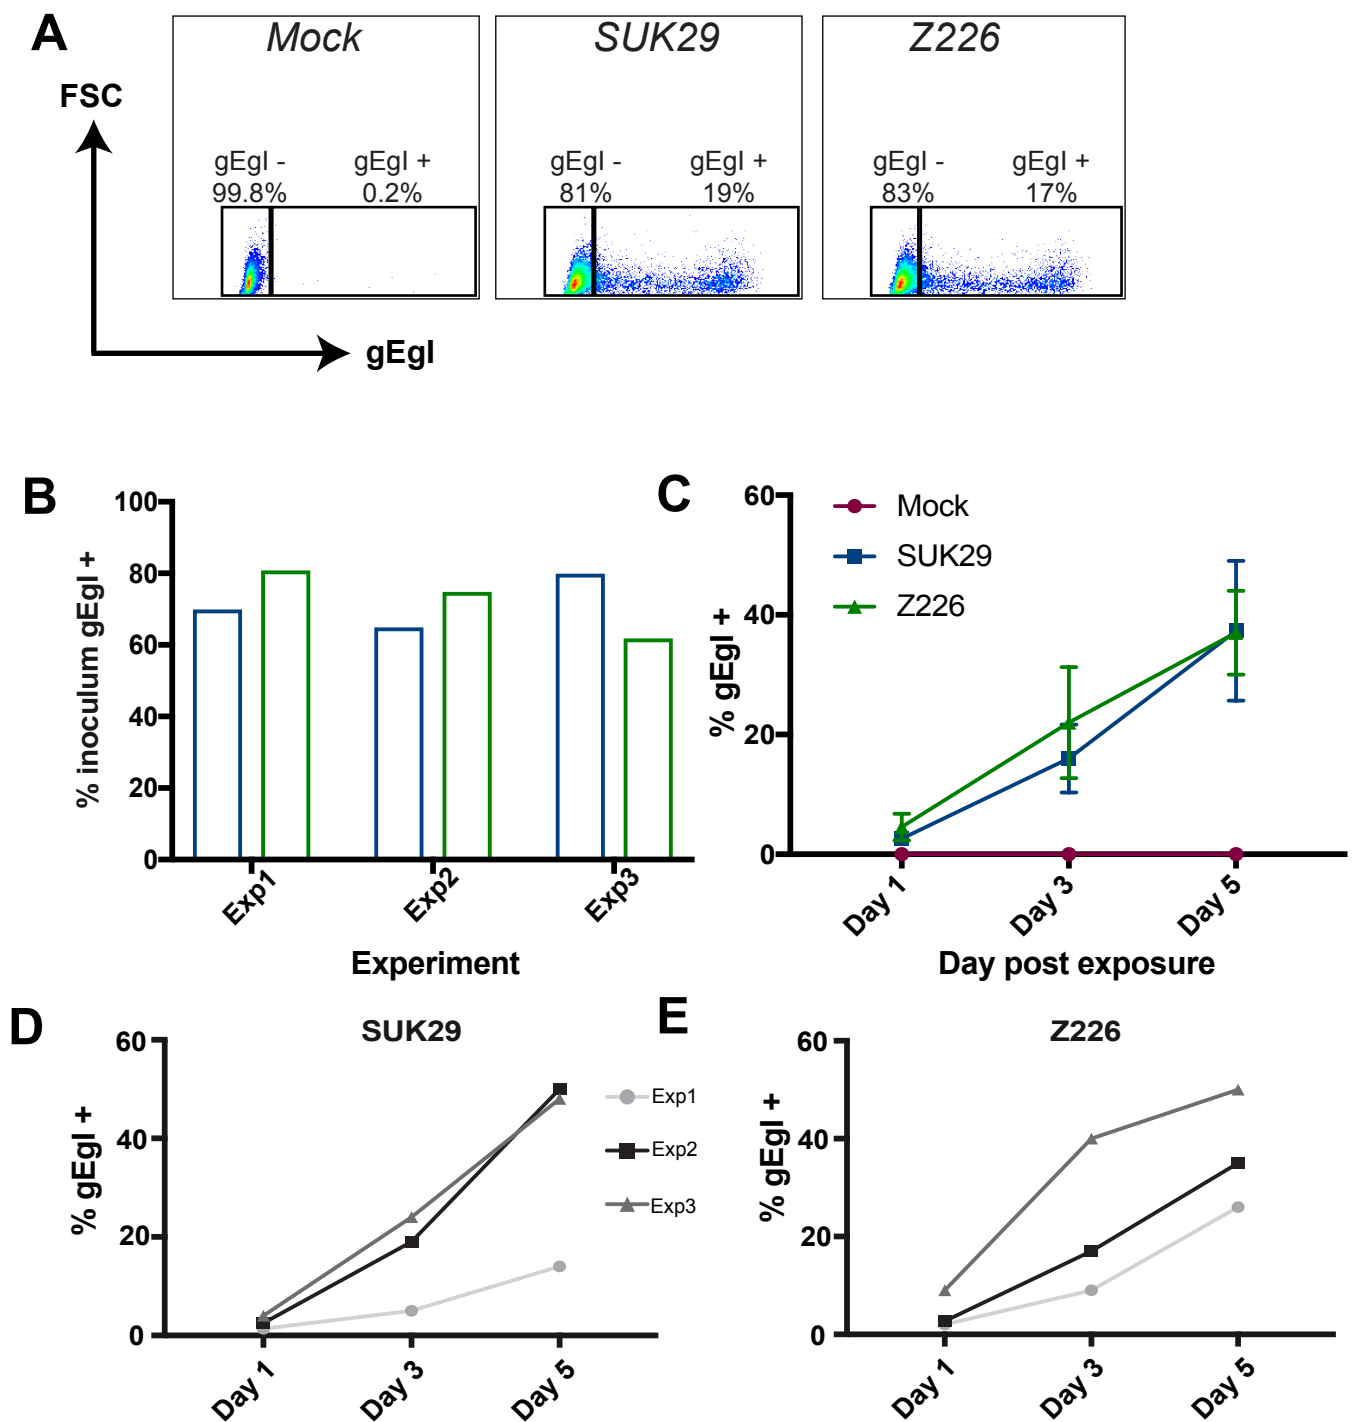 A
Mock
SUK29
Z226
FSC
gEgI -
gEgI +
gEgI -
gEgI +
gEgI -
gEgI +
99.8%
0.2%
81%
19%
83%
17%
gEgI
B
% inoculum gEgI +
100
80
60
40
20
0
Exp1
Exp2
Exp3
Experiment
C
% gEgI +
60
40
20
0
Mock
SUK29
Z226
Day 1
Day 3
Day 5
Day post exposure
D
SUK29
% gEgI +
60
40
20
0
Day 1
Day 3
Day 5
Exp1
Exp2
Exp3
E
Z226
% gEgI +
60
40
20
0
Day 1
Day 3
Day 5